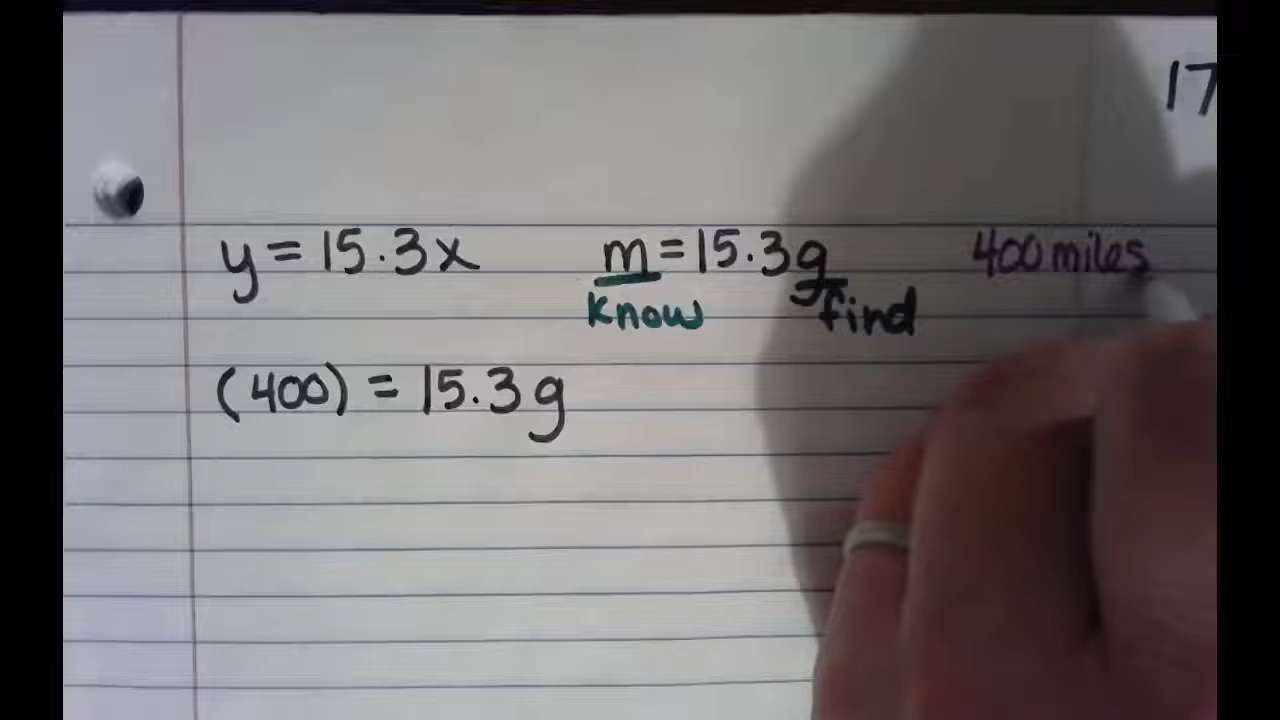 17
y = 15.3x m = 15.3g 400 miles
know find
(400) = 15.3g